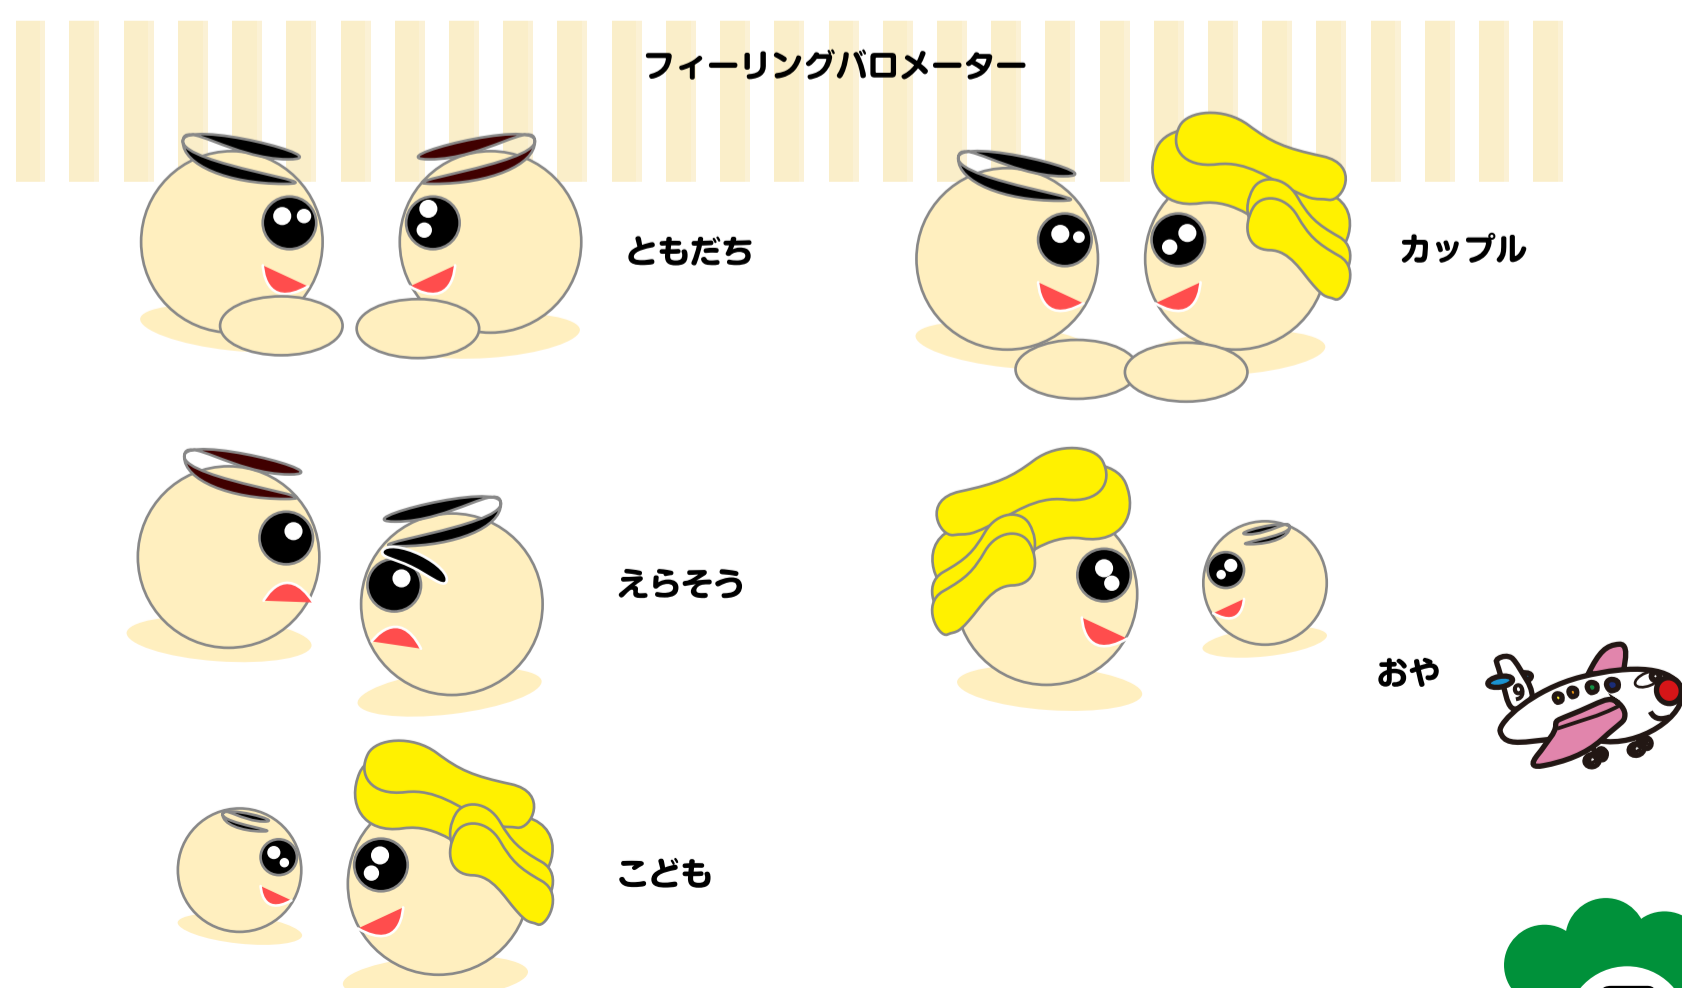 フィーリングバロメーター
ともだち
カップル
えらそう
おや
9
こども